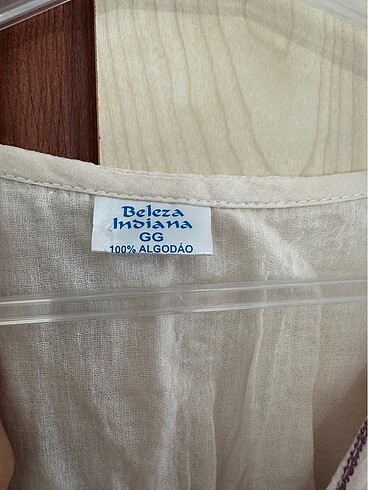 Beleza
Indiana
GG
100% ALGODÃO